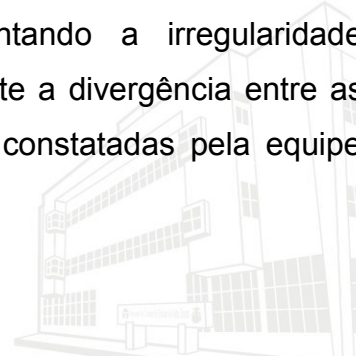 ntando a irregularidade
te a divergência entre as
constatadas pela equipe